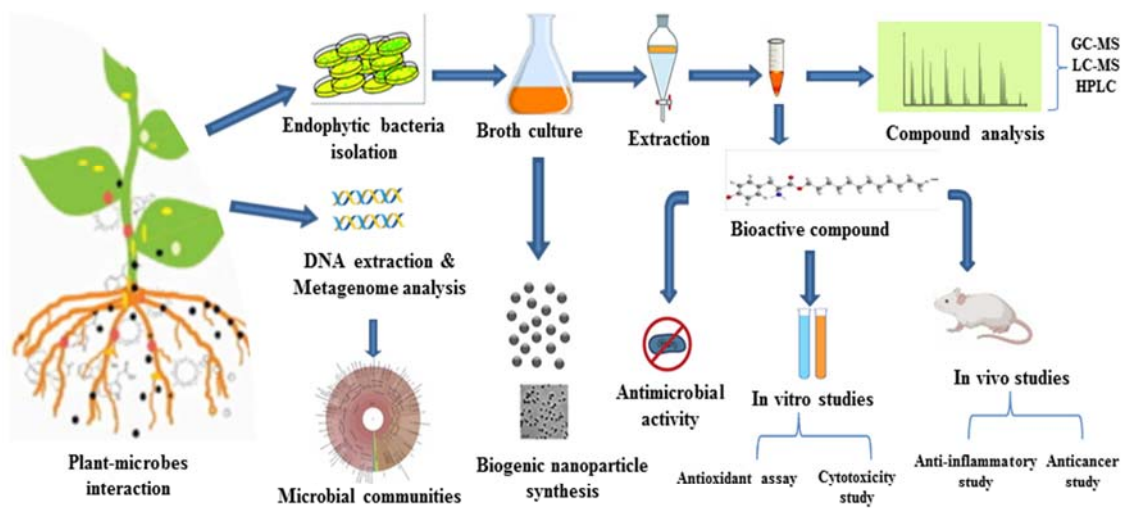 GC-MS
LC-MS
HPLC
Endophytic bacteria
isolation
Broth culture
Extraction
Compound analysis
Bioactive compound
DNA extraction &
Metagenome analysis
Antimicrobial
activity
In vitro studies
In vivo studies
Plant-microbes
interaction
Microbial communities
Biogenic nanoparticle
synthesis
Antioxidant assay
Cytotoxicity
study
Anti-inflammatory
study
Anticancer
study